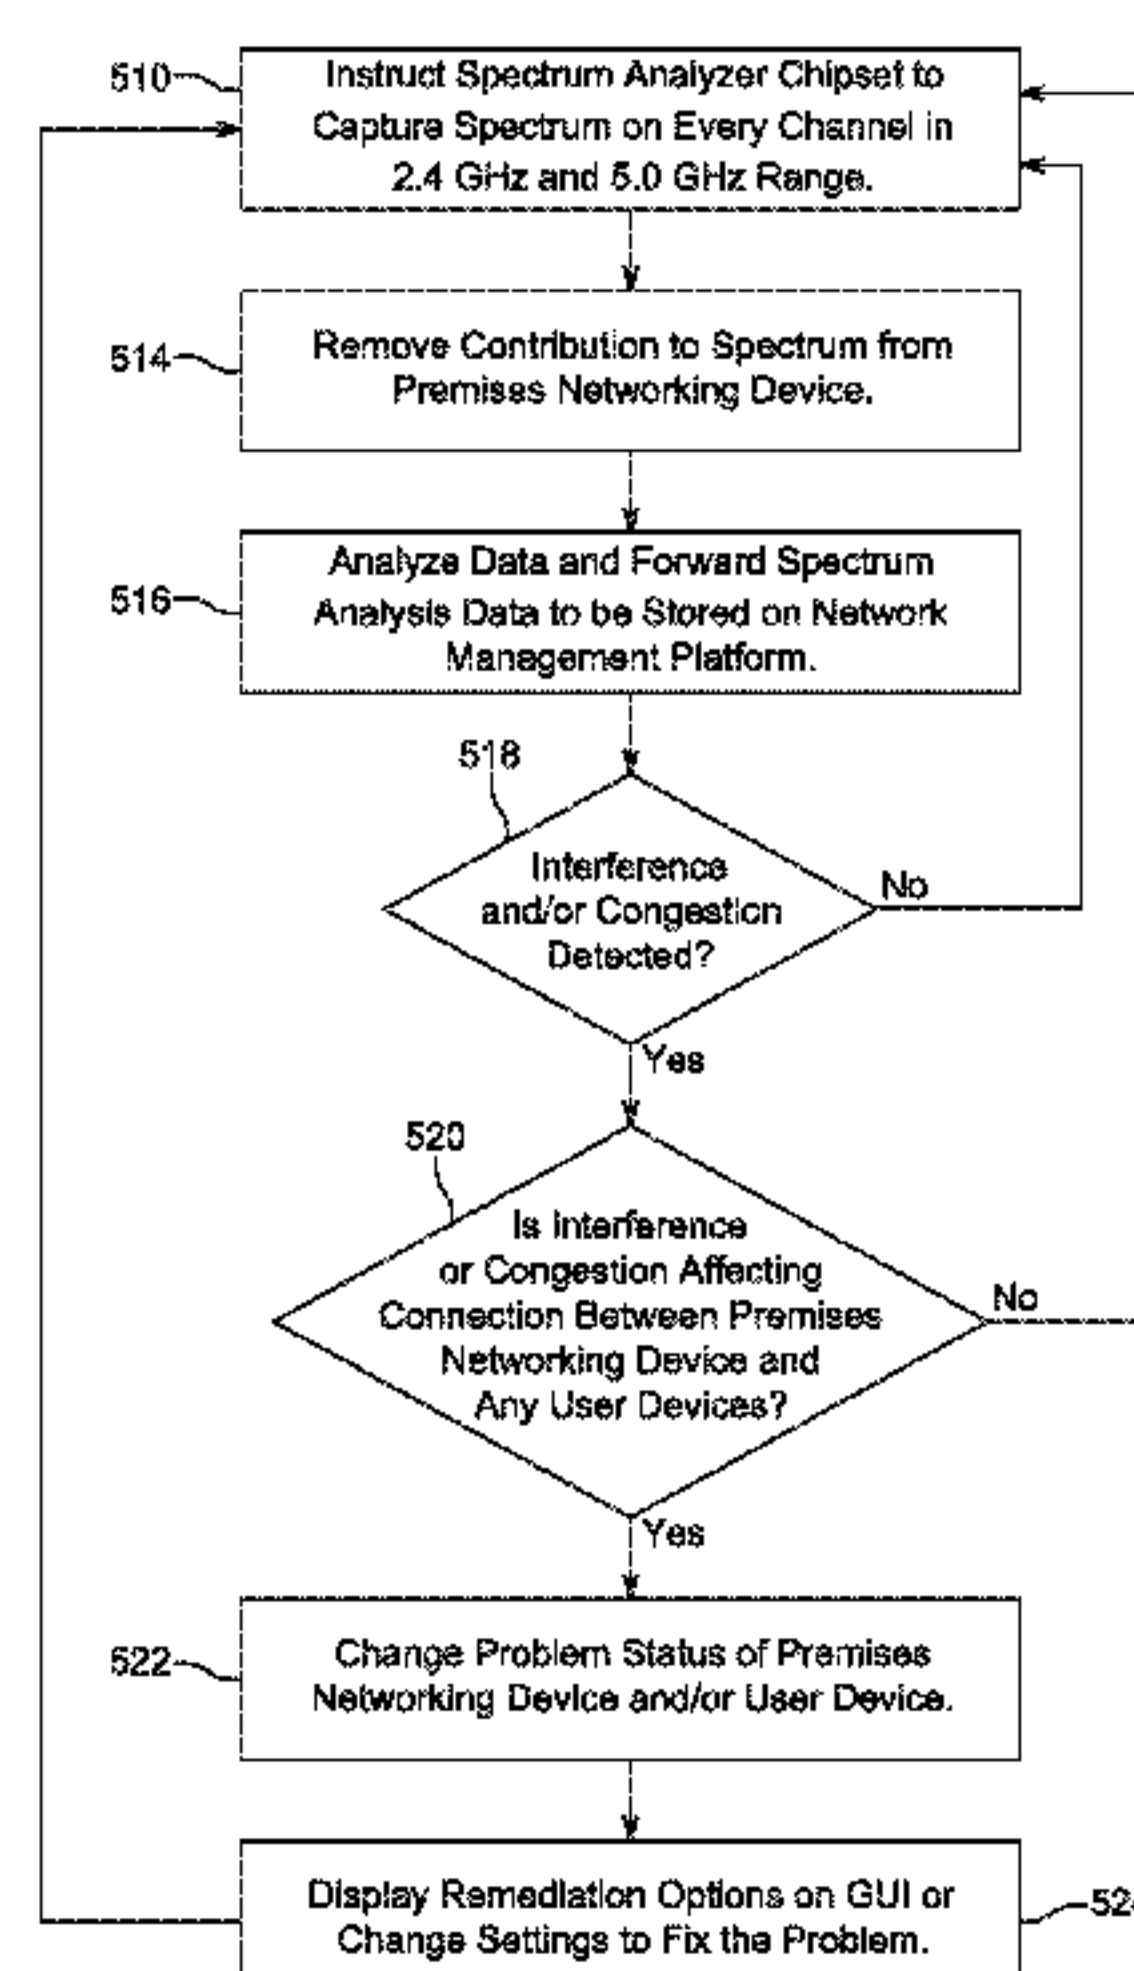 510
Instruct Spectrum Analyzer Chipset to
Capture Spectrum on Every Channel in
2.4 GHz and 5.0 GHz Range.
514
Remove Contribution to Spectrum from
Premises Networking Device.
516
Analyze Data and Forward Spectrum
Analysis Data to be Stored on Network
Management Platform.
518
Interference
and/or Congestion
Detected?
No
Yes
520
Is Interference
or Congestion Affecting
Connection Between Premises
Networking Device and
Any User Devices?
No
Yes
522
Change Problem Status of Premises
Networking Device and/or User Device.
Display Remediation Options on GUI or
Change Settings to Fix the Problem.